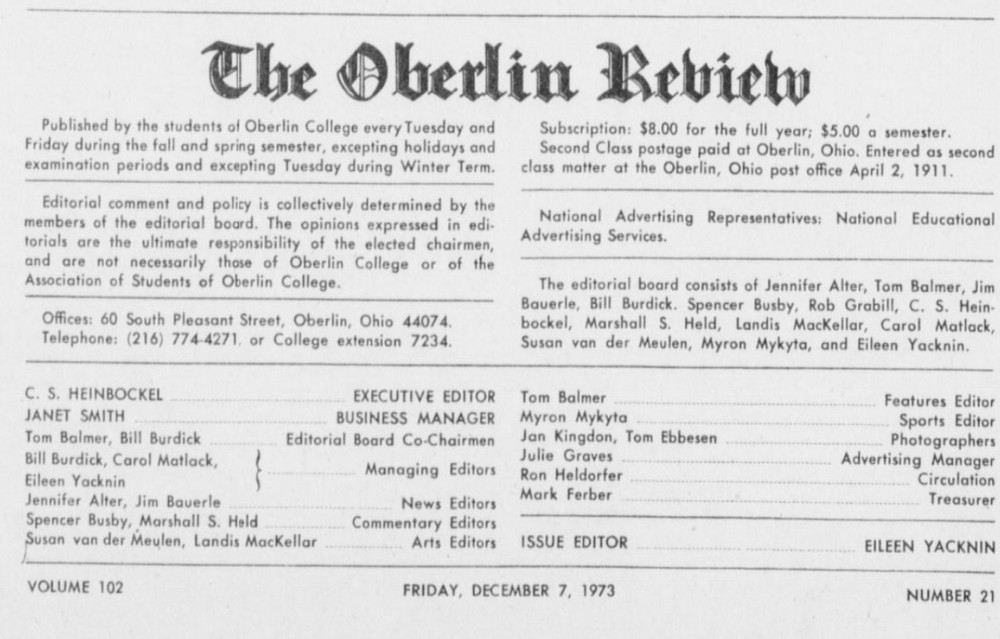 The Oberlin Review
Published by the students of Oberlin College every Tuesday and
Friday during the fall and spring semester, excepting holidays and
examination periods and excepting Tuesday during Winter Term.
Editorial comment and policy is collectively determined by the
members of the editorial board. The opinions expressed in edi-
torials are the ultimate responsibility of the elected chairmen,
and are not necessarily those of Oberlin College or of the
Association of Students of Oberlin College.
Offices: 60 South Pleasant Street, Oberlin, Ohio 44074.
Telephone: (216) 774-4271 or College extension 7234.
Subscription: $8.00 for the full year; $5.00 a semester.
Second Class postage paid at Oberlin, Ohio. Entered as second
class matter at the Oberlin, Ohio post office April 2, 1911.
National Advertising Representatives: National Educational
Advertising Services.
The editorial board consists of Jennifer Alter, Tom Balmer, Jim
Bauerle, Bill Burdick. Spencer Busby, Rob Grabill, C. S. Hein-
bockel, Marshall S. Held, Landis MacKellar, Carol Matlack,
Susan van der Meulen, Myron Mykyta, and Eileen Yacknin.
C. S. HEINBOCKEL EXECUTIVE EDITOR
JANET SMITH BUSINESS MANAGER
Tom Balmer, Bill Burdick Editorial Board Co-Chairmen
Bill Burdick, Carol Matlack,
Eileen Yacknin Managing Editors
Jennifer Alter, Jim Bauerle News Editors
Spencer Busby, Marshall S. Held Commentary Editors
Susan van der Meulen, Landis MacKellar Arts Editors
Tom Balmer Features Editor
Myron Mykyta Sports Editor
Jan Kingdon, Tom Ebbesen Photographers
Julie Graves Advertising Manager
Ron Heldorfer Circulation
Mark Ferber Treasurer
ISSUE EDITOR EILEEN YACKNIN
VOLUME 102 FRIDAY, DECEMBER 7, 1973 NUMBER 21